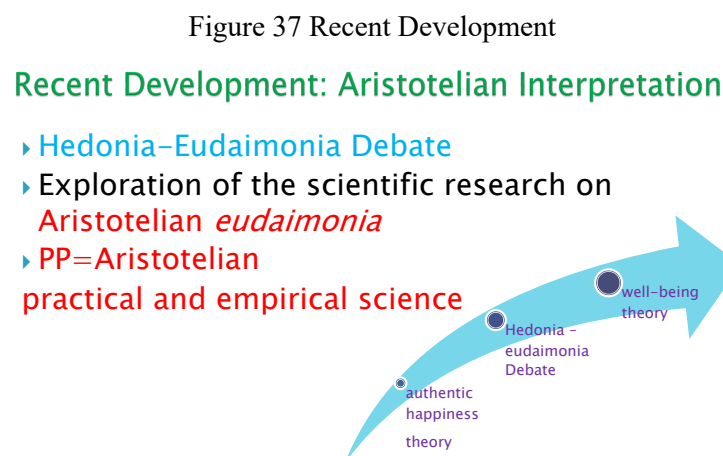 Figure 37 Recent Development
Recent Development: Aristotelian Interpretation
Hedonia-Eudaimonia Debate
Exploration of the scientific research on
Aristotelian eudaimonia
PP=Aristotelian
practical and empirical science
well-being
theory
Hedonia -
eudaimonia
Debate
authentic
happiness
theory